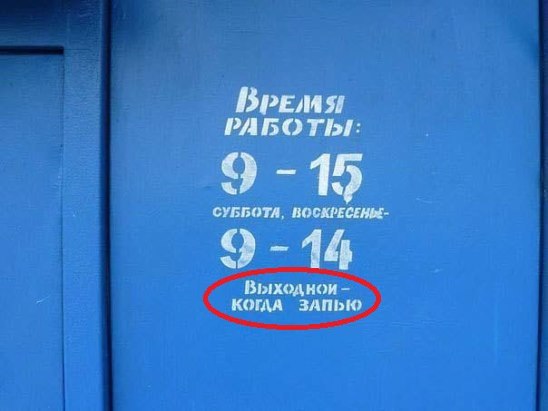 Время
работы:
9 - 15
суббота, воскресенье-
9 - 14
Выходной -
когда запью